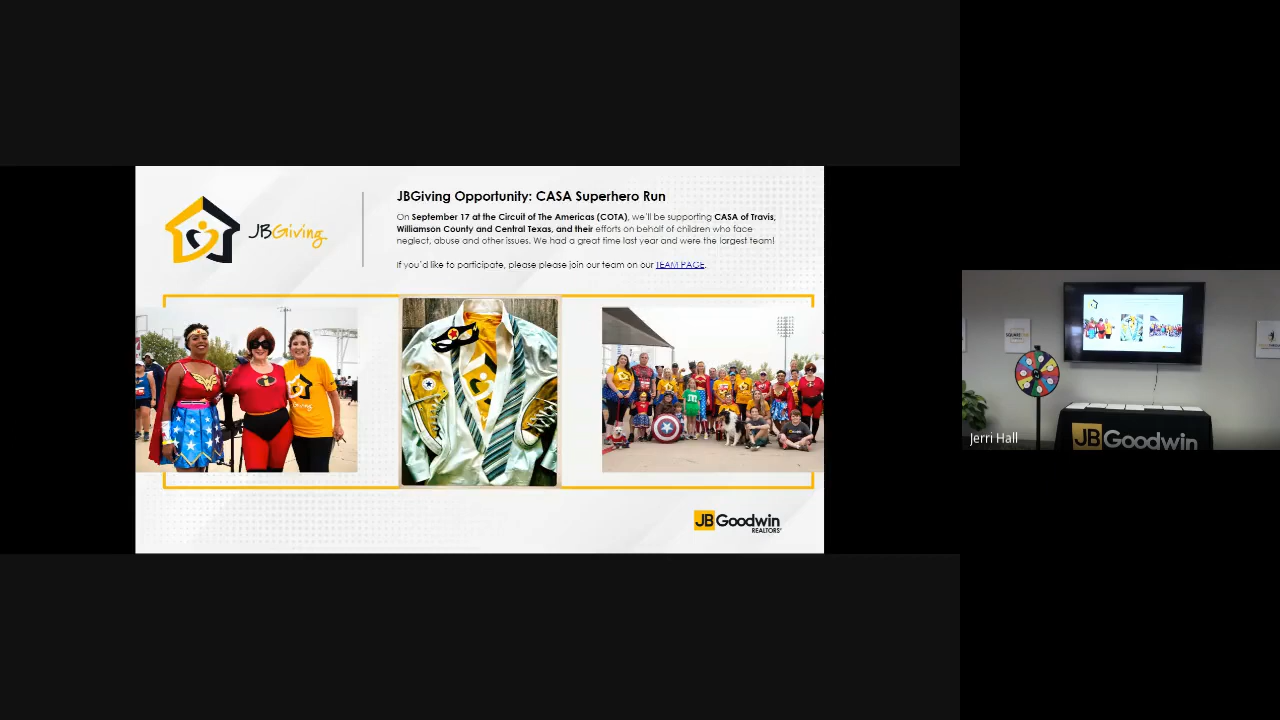 JBGiving
JBGiving Opportunity: CASA Superhero Run
On September 17 at the Circuit of The Americas (COTA), we'll be supporting CASA of Travis,
Williamson County and Central Texas, and their efforts on behalf of children who face
neglect, abuse and other issues. We had a great time last year and were the largest team!
If you'd like to participate, please please join our team on our TEAM PAGE.
JB Goodwin
REALTORS®
Jerri Hall
JB Goodwin